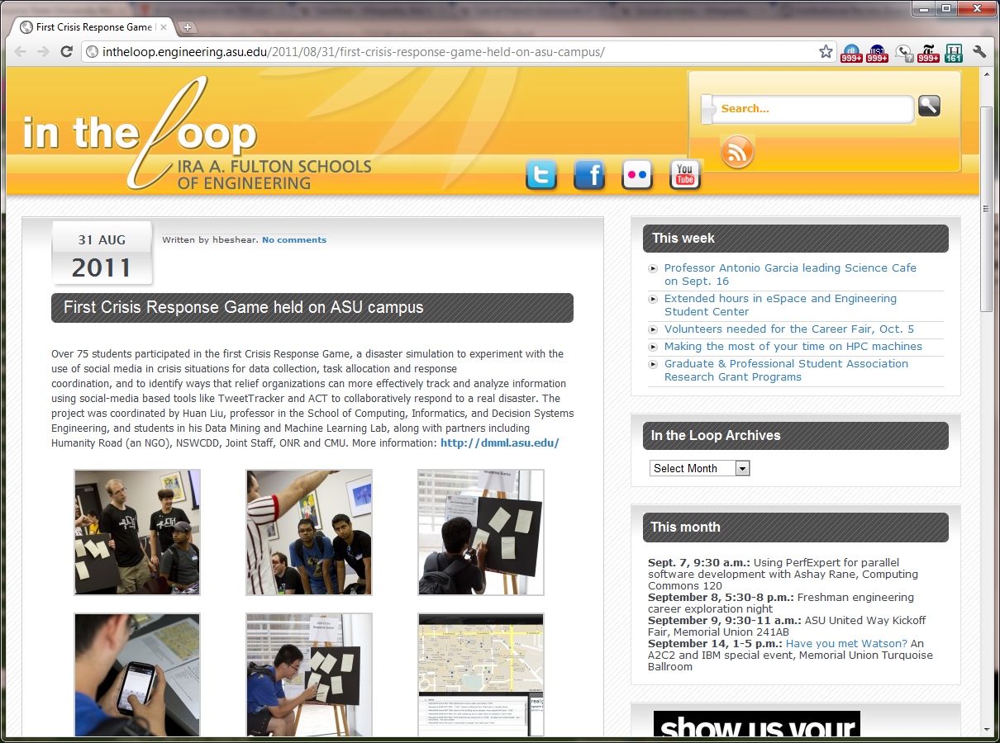 First Crisis Response Game
intheloop.engineering.asu.edu/2011/08/31/first-crisis-response-game-held-on-asu-campus/
999+
999+
?
999+
H
161
in the loop
IRA A. FULTON SCHOOLS
OF ENGINEERING
Search...
t
f
You
Tube
31 AUG
2011
Written by hbeshear. No comments
First Crisis Response Game held on ASU campus
Over 75 students participated in the first Crisis Response Game, a disaster simulation to experiment with the
use of social media in crisis situations for data collection, task allocation and response
coordination, and to identify ways that relief organizations can more effectively track and analyze information
using social-media based tools like TweetTracker and ACT to collaboratively respond to a real disaster. The
project was coordinated by Huan Liu, professor in the School of Computing, Informatics, and Decision Systems
Engineering, and students in his Data Mining and Machine Learning Lab, along with partners including
Humanity Road (an NGO), NSWCDD, Joint Staff, ONR and CMU. More information: http://dmml.asu.edu/
Response Game
Response Game
This week
Professor Antonio Garcia leading Science Cafe
on Sept. 16
Extended hours in eSpace and Engineering
Student Center
Volunteers needed for the Career Fair, Oct. 5
Making the most of your time on HPC machines
Graduate & Professional Student Association
Research Grant Programs
In the Loop Archives
Select Month
This month
Sept. 7, 9:30 a.m.: Using PerfExpert for parallel
software development with Ashay Rane, Computing
Commons 120
September 8, 5:30-8 p.m.: Freshman engineering
career exploration night
September 9, 9:30-11 a.m.: ASU United Way Kickoff
Fair, Memorial Union 241AB
September 14, 1-5 p.m.: Have you met Watson? An
A2C2 and IBM special event, Memorial Union Turquoise
Ballroom
show us your